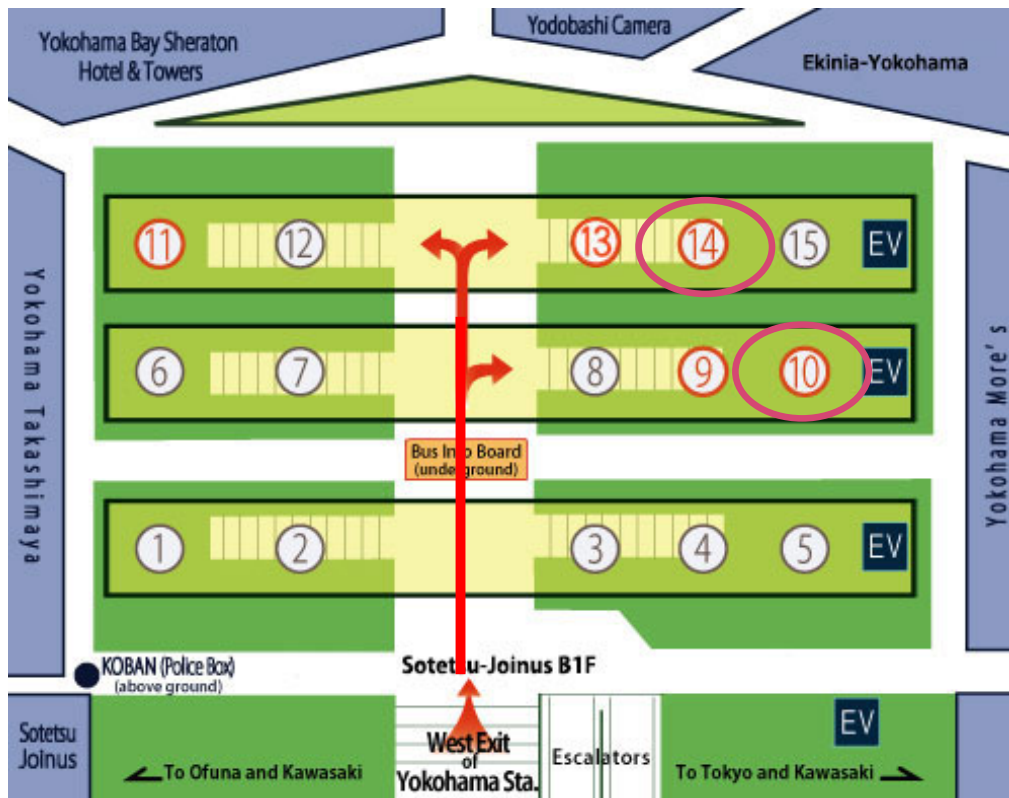 Yokohama Bay Sheraton
Hotel & Towers
Yodobashi Camera
Ekinia-Yokohama
11
12
13
14
15
EV
Yokohama Takashimaya
Yokohama More's
6
7
8
9
10
EV
Bus Info Board
(underground)
1
2
3
4
5
EV
KOBAN (Police Box)
(above ground)
Sotetsu-Joinus B1F
Sotetsu
Joinus
West Exit
of
Yokohama Sta.
Escalators
EV
To Ofuna and Kawasaki
To Tokyo and Kawasaki